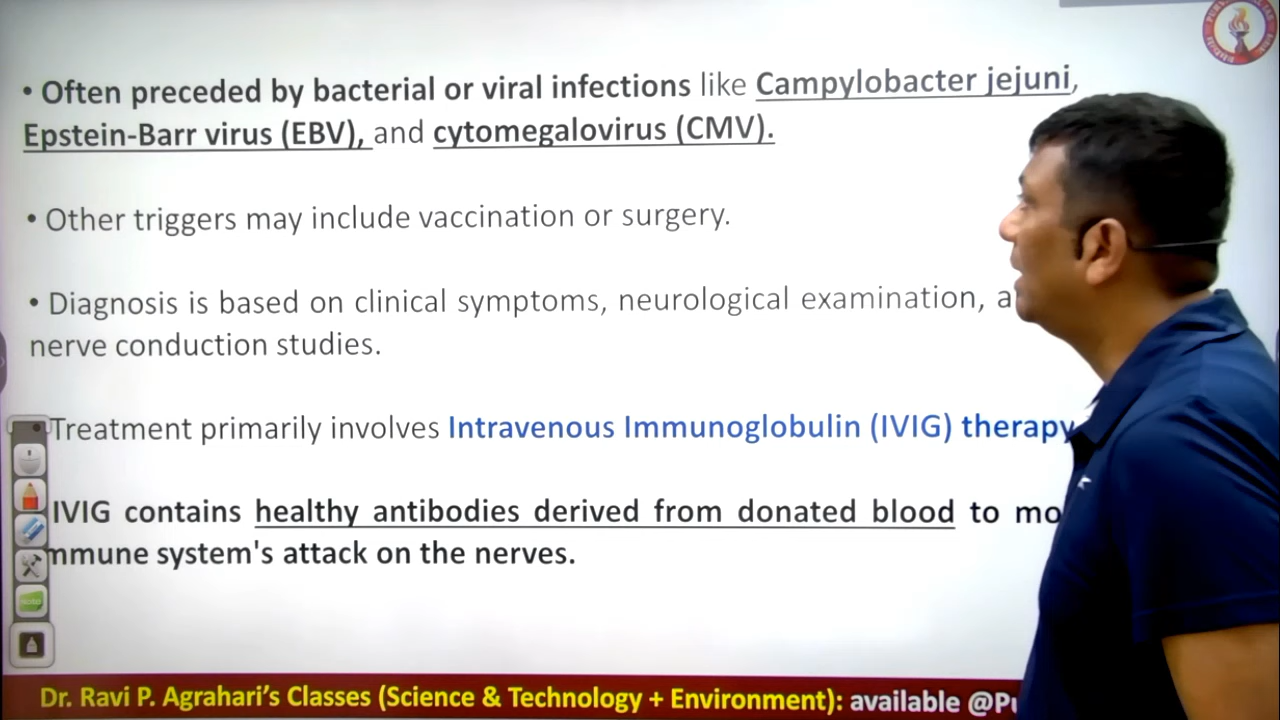 • Often preceded by bacterial or viral infections like Campylobacter jejuni,
Epstein-Barr virus (EBV), and cytomegalovirus (CMV).
• Other triggers may include vaccination or surgery.
• Diagnosis is based on clinical symptoms, neurological examination,
nerve conduction studies.
Treatment primarily involves Intravenous Immunoglobulin (IVIG) therapy
IVIG contains healthy antibodies derived from donated blood to
mmune system's attack on the nerves.
Dr. Ravi P. Agrahari's Classes (Science & Technology + Environment): available